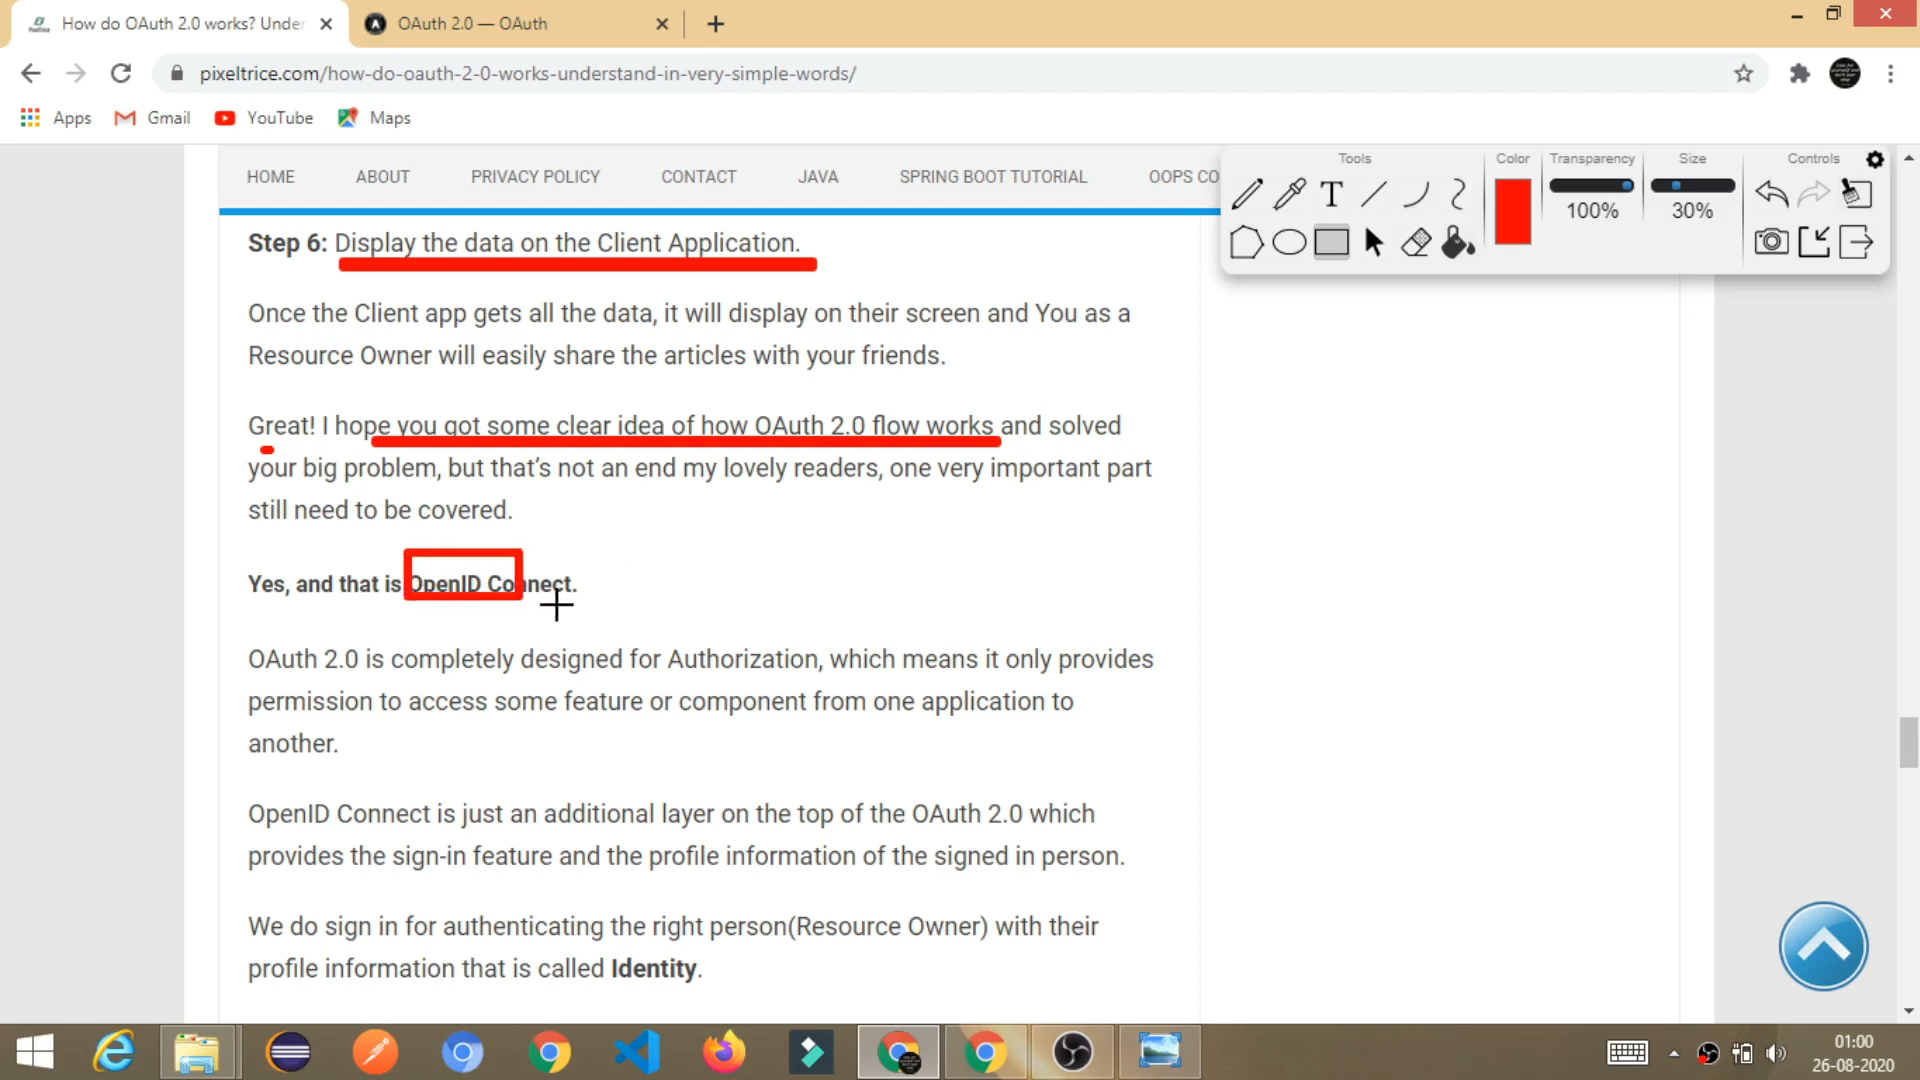 How do OAuth 2.0 works? Under
OAuth 2.0 — OAuth
pixeltrice.com/how-do-oauth-2-0-works-understand-in-very-simple-words/
Apps Gmail YouTube Maps
HOME ABOUT PRIVACY POLICY CONTACT JAVA SPRING BOOT TUTORIAL OOPS CO
Tools Color Transparency Size Controls
100% 30%
Step 6: Display the data on the Client Application.
Once the Client app gets all the data, it will display on their screen and You as a
Resource Owner will easily share the articles with your friends.
Great! I hope you got some clear idea of how OAuth 2.0 flow works and solved
your big problem, but that’s not an end my lovely readers, one very important part
still need to be covered.
Yes, and that is OpenID Connect.
OAuth 2.0 is completely designed for Authorization, which means it only provides
permission to access some feature or component from one application to
another.
OpenID Connect is just an additional layer on the top of the OAuth 2.0 which
provides the sign-in feature and the profile information of the signed in person.
We do sign in for authenticating the right person(Resource Owner) with their
profile information that is called Identity.
01:00
26-08-2020